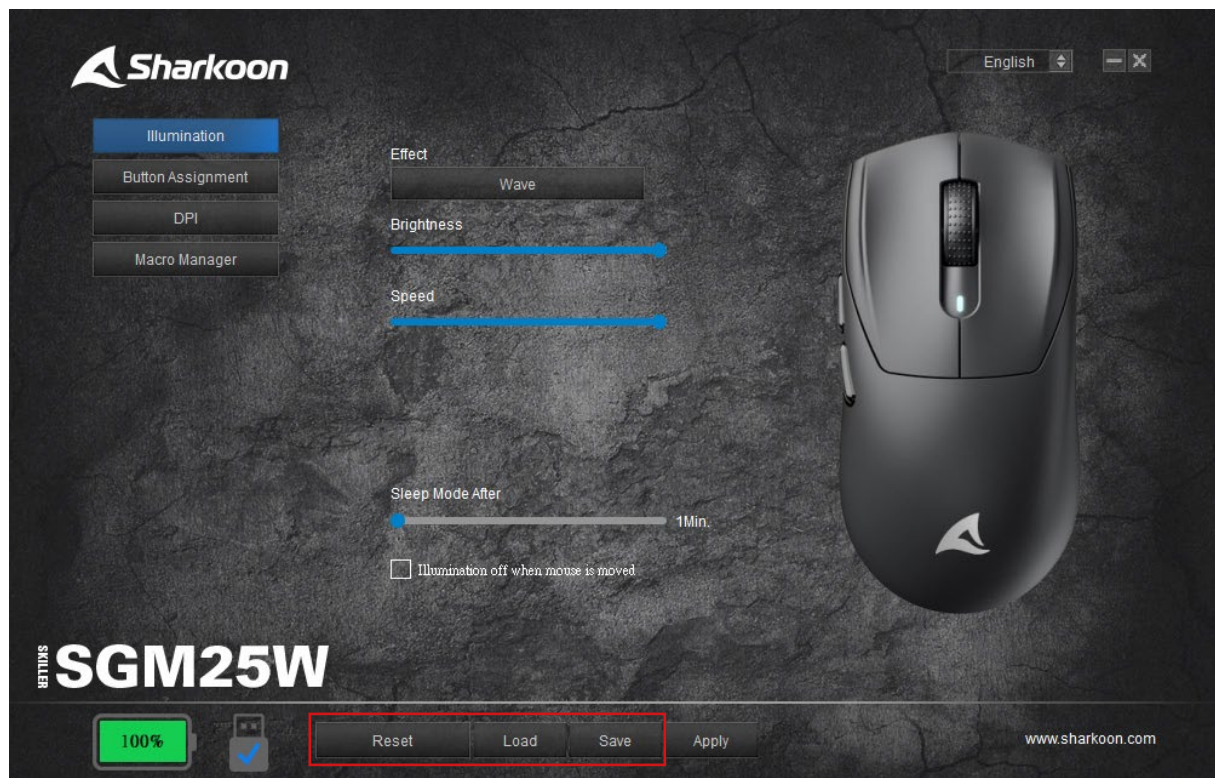 Sharkoon
English
Illumination
Button Assignment
DPI
Macro Manager
Effect
Wave
Brightness
Speed
Sleep Mode After
1Min.
Illumination off when mouse is moved
SKILLER
SGM25W
100%
Reset Load Save Apply
www.sharkoon.com